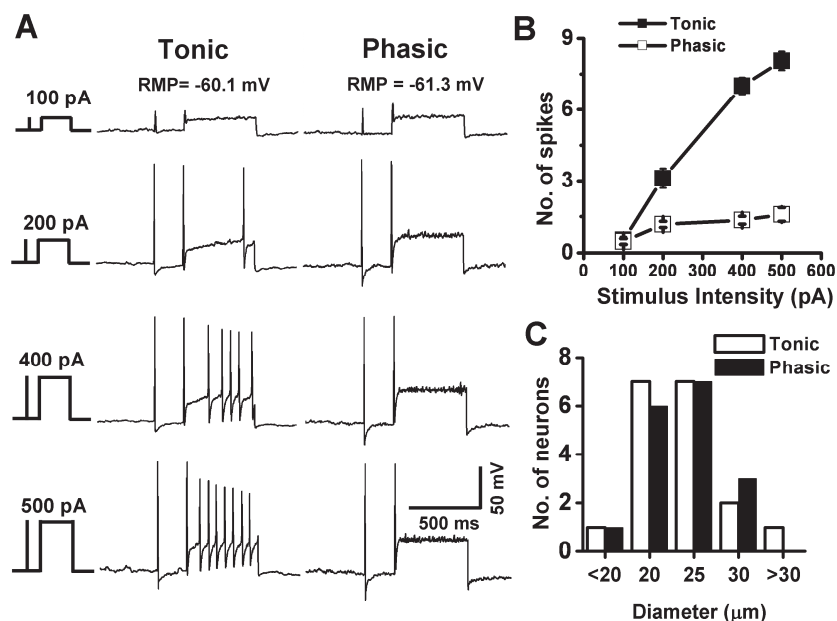 A
Tonic
Phasic
RMP= -60.1 mV
RMP = -61.3 mV
100 pA
200 pA
400 pA
500 pA
50 mV
500 ms
B
Tonic
Phasic
No. of spikes
9
6
3
0
0 100 200 300 400 500 600
Stimulus Intensity (pA)
C
Tonic
Phasic
No. of neurons
8
6
4
2
0
<20 20 25 30 >30
Diameter (μm)